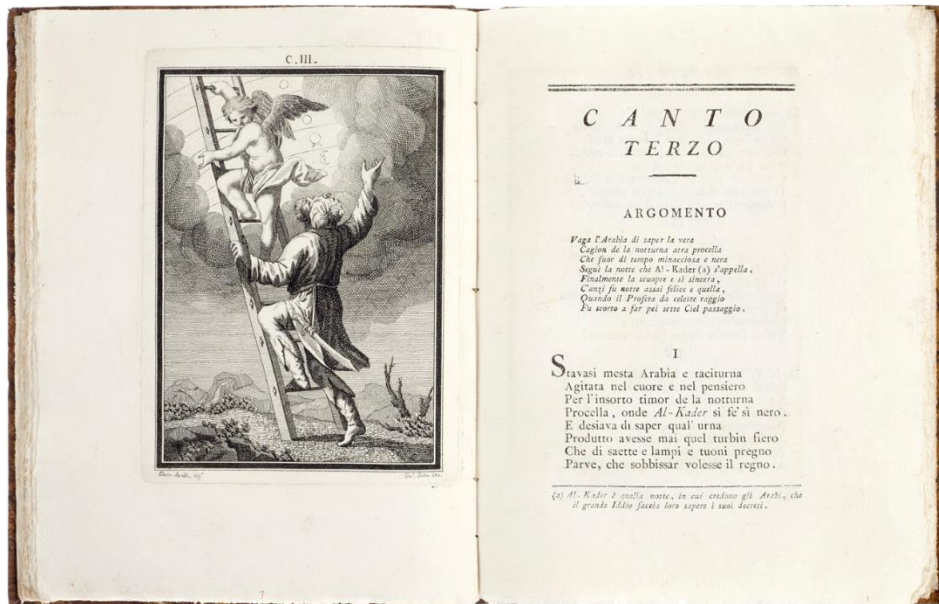 C. III.
CANTO
TERZO
ARGOMENTO
Vaga l'Arabia di saper la vera
Cagion de la notturna atra procella
Che fuor di tempo minacciosa e nera
Seguì la notte che Al-Kader (a) s'appella,
Finalmente la scuopre e sì sincera,
C'anzi fu notte assai felice e quella,
Quando il Profeta da celeste raggio
Fu scorto a far pei sette Ciel passaggio.
I
Stavasi mesta Arabia e taciturna
Agitata nel cuore e nel pensiero
Per l'insorto timor de la notturna
Procella, onde Al-Kader si fe' sì nero.
E desiava di saper qual' urna
Produtto avesse mai quel turbin fiero
Che di saette e lampi e tuoni pregno
Parve, che sobbissar volesse il regno.
(a) Al-Kader è quella notte, in cui credono gli Arabi, che
il grande Iddio faccia loro sapere i suoi decreti.